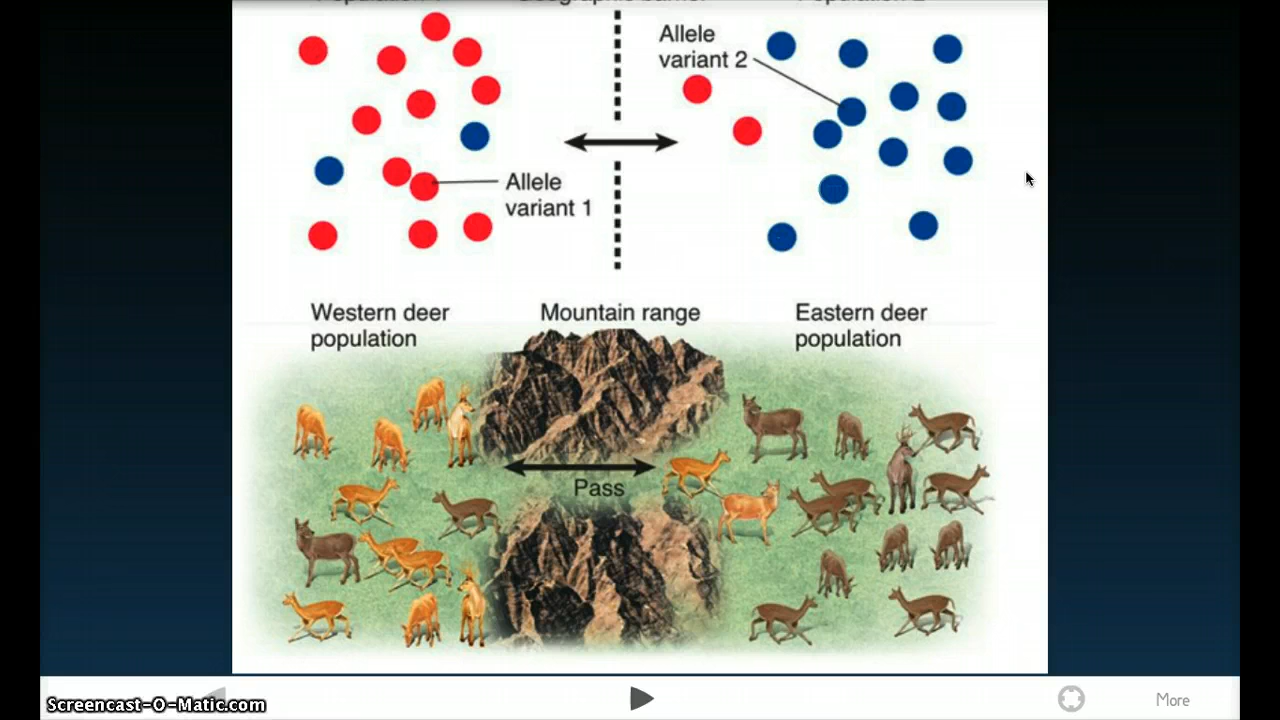 Allele
variant 2
Allele
variant 1
Western deer
population
Mountain range
Eastern deer
population
Pass
Screencast-O-Matic.com
More